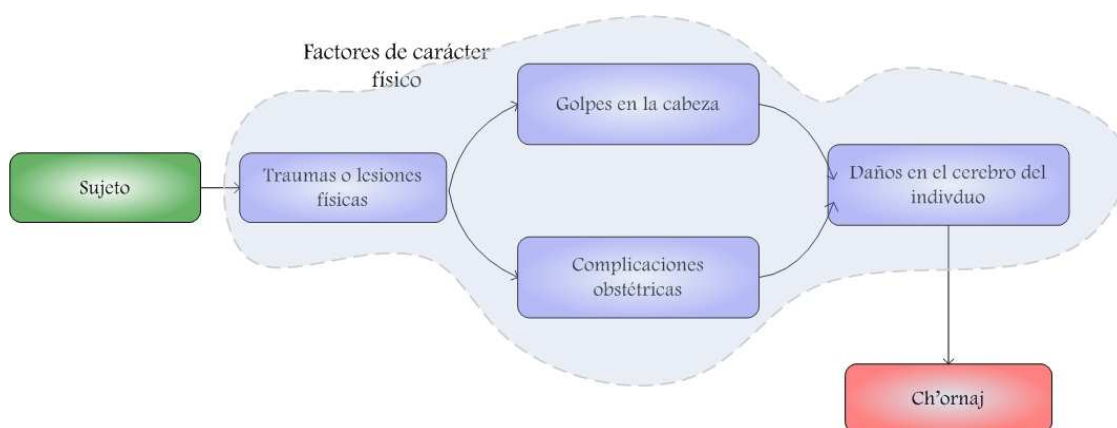 Factores de carácter
físico
Golpes en la cabeza
Sujeto
Traumas o lesiones
físicas
Daños en el cerebro del
indivduo
Complicaciones
obstétricas
Ch'ornaj